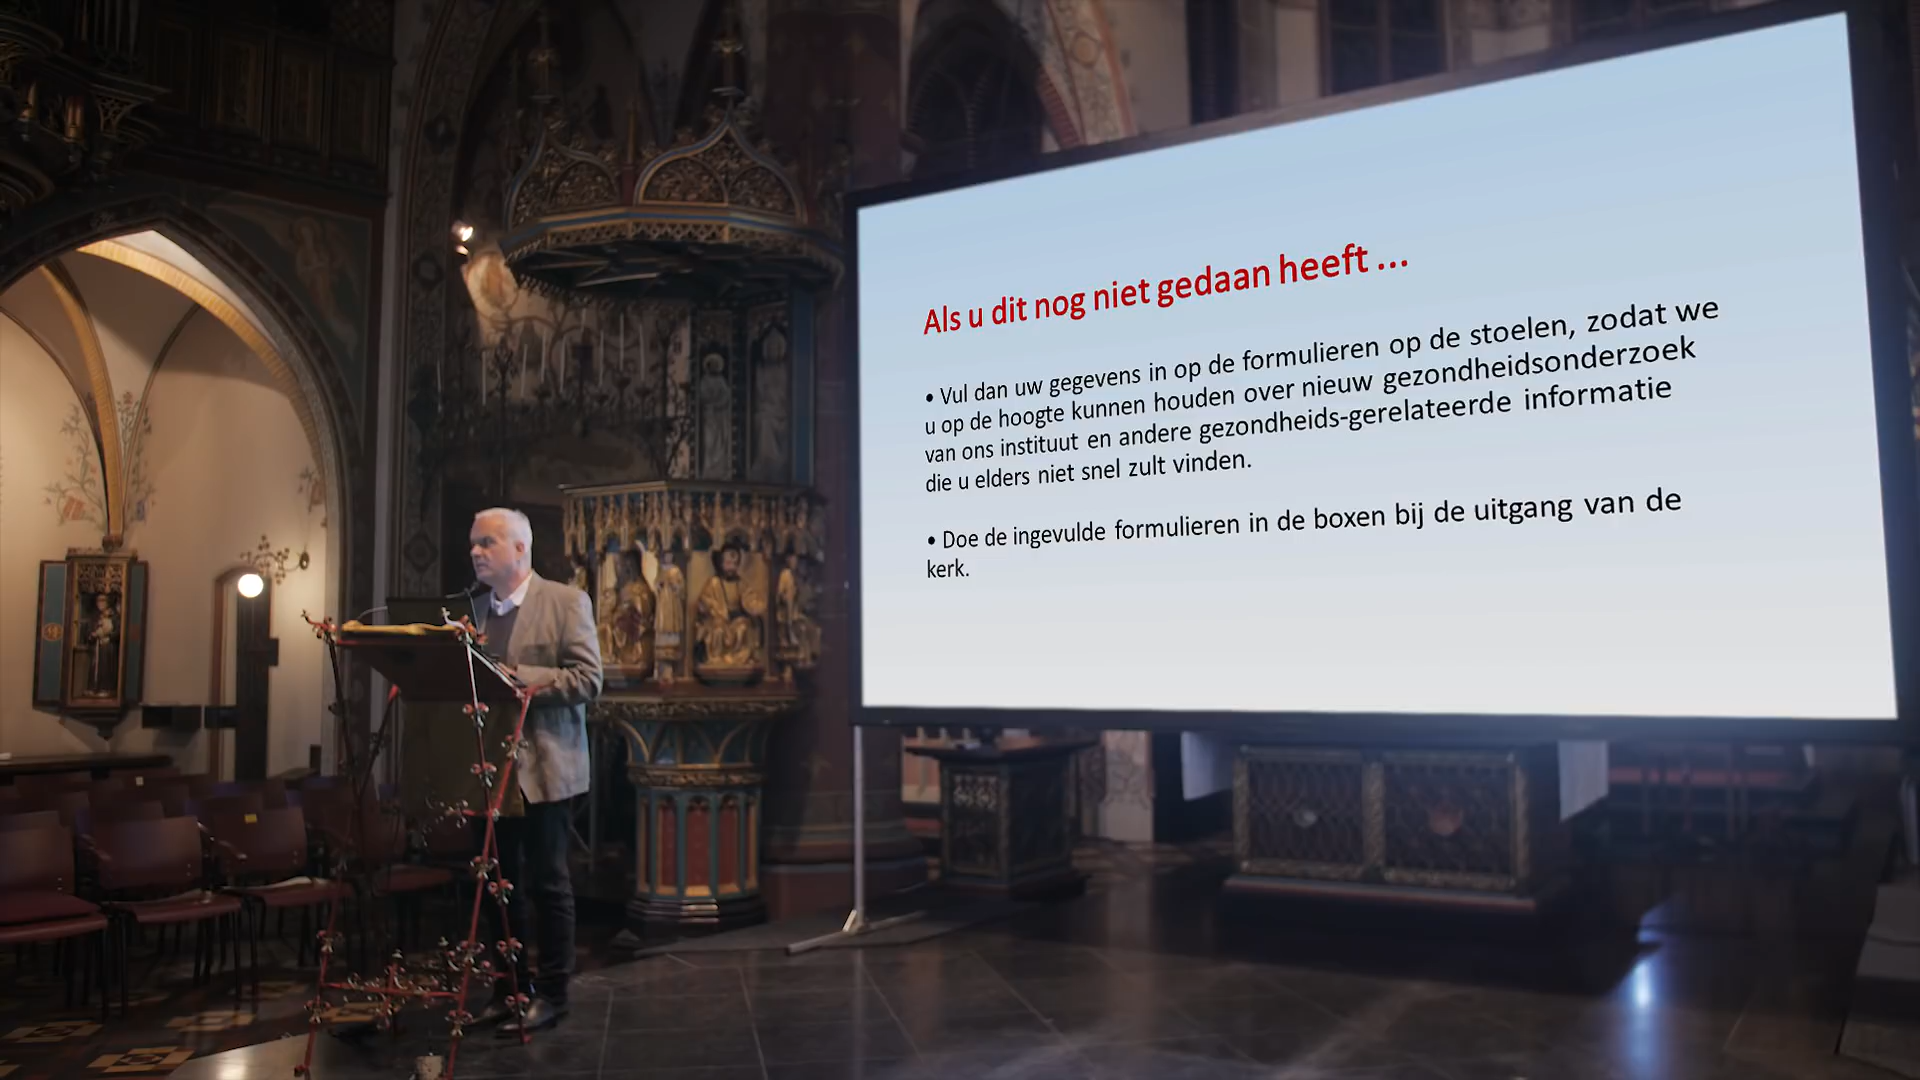 Als u dit nog niet gedaan heeft ...
• Vul dan uw gegevens in op de formulieren op de stoelen, zodat we
u op de hoogte kunnen houden over nieuw gezondheidsonderzoek
van ons instituut en andere gezondheids-gerelateerde informatie
die u elders niet snel zult vinden.
• Doe de ingevulde formulieren in de boxen bij de uitgang van de
kerk.